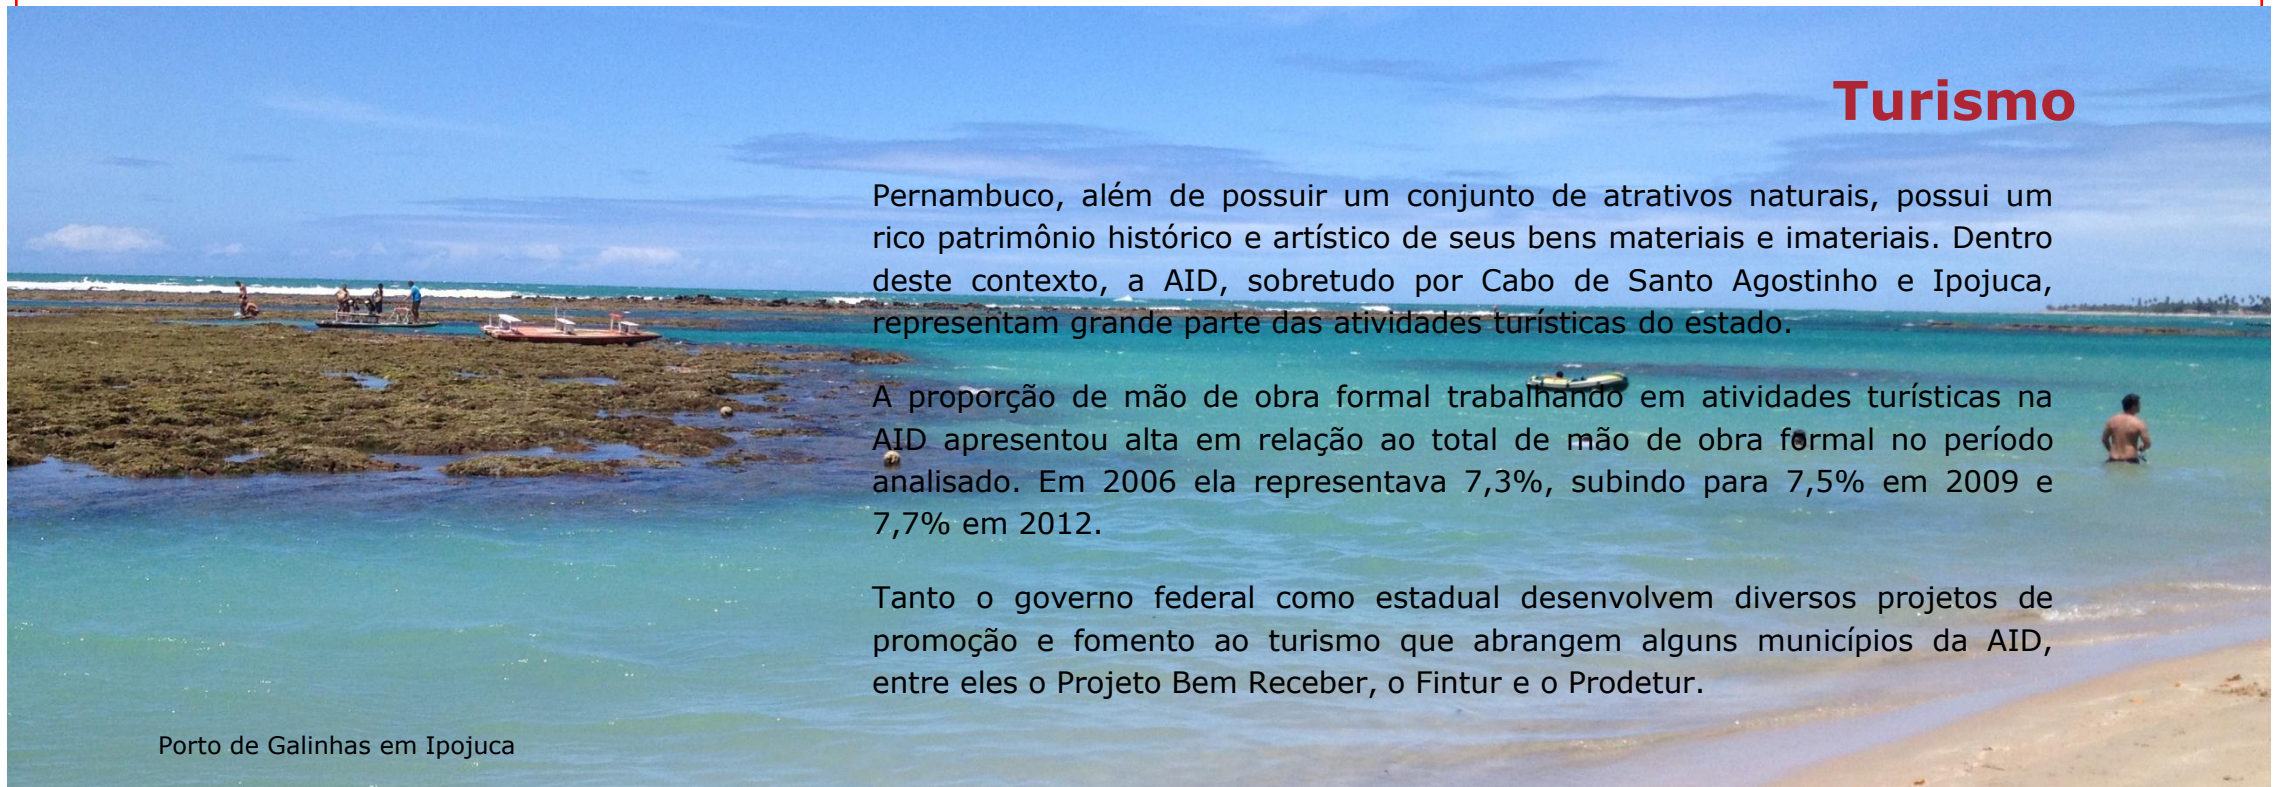 Turismo
Pernambuco, além de possuir um conjunto de atrativos naturais, possui um
rico patrimônio histórico e artístico de seus bens materiais e imateriais. Dentro
deste contexto, a AID, sobretudo por Cabo de Santo Agostinho e Ipojuca,
representam grande parte das atividades turísticas do estado.
A proporção de mão de obra formal trabalhando em atividades turísticas na
AID apresentou alta em relação ao total de mão de obra formal no período
analisado. Em 2006 ela representava 7,3%, subindo para 7,5% em 2009 e
7,7% em 2012.
Tanto o governo federal como estadual desenvolvem diversos projetos de
promoção e fomento ao turismo que abrangem alguns municípios da AID,
entre eles o Projeto Bem Receber, o Fintur e o Prodetur.
Porto de Galinhas em Ipojuca